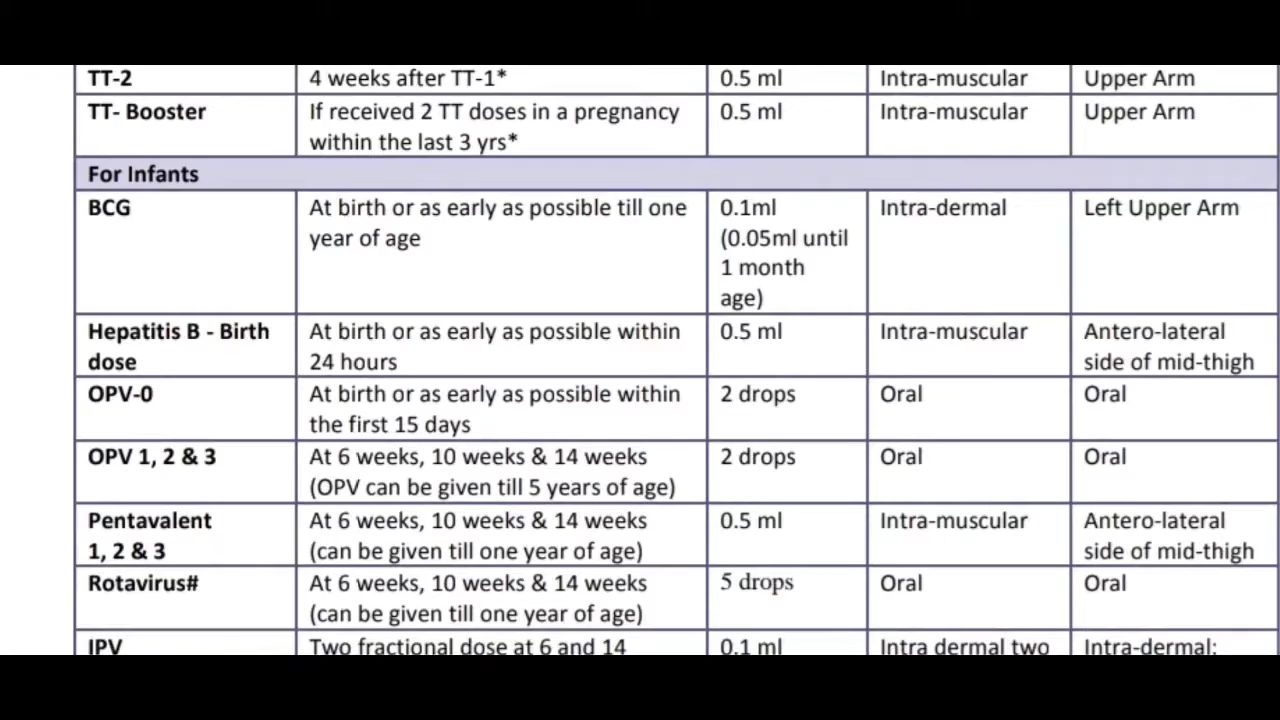 TT-2 4 weeks after TT-1* 0.5 ml Intra-muscular Upper Arm
TT- Booster If received 2 TT doses in a pregnancy 0.5 ml Intra-muscular Upper Arm
within the last 3 yrs*
For Infants
BCG At birth or as early as possible till one 0.1ml Intra-dermal Left Upper Arm
year of age (0.05ml until
1 month
age)
Hepatitis B - Birth At birth or as early as possible within 0.5 ml Intra-muscular Antero-lateral
dose 24 hours side of mid-thigh
OPV-0 At birth or as early as possible within 2 drops Oral Oral
the first 15 days
OPV 1, 2 & 3 At 6 weeks, 10 weeks & 14 weeks 2 drops Oral Oral
(OPV can be given till 5 years of age)
Pentavalent At 6 weeks, 10 weeks & 14 weeks 0.5 ml Intra-muscular Antero-lateral
1, 2 & 3 (can be given till one year of age) side of mid-thigh
Rotavirus# At 6 weeks, 10 weeks & 14 weeks 5 drops Oral Oral
(can be given till one year of age)
IPV Two fractional dose at 6 and 14 0.1 ml Intra dermal two Intra-dermal: